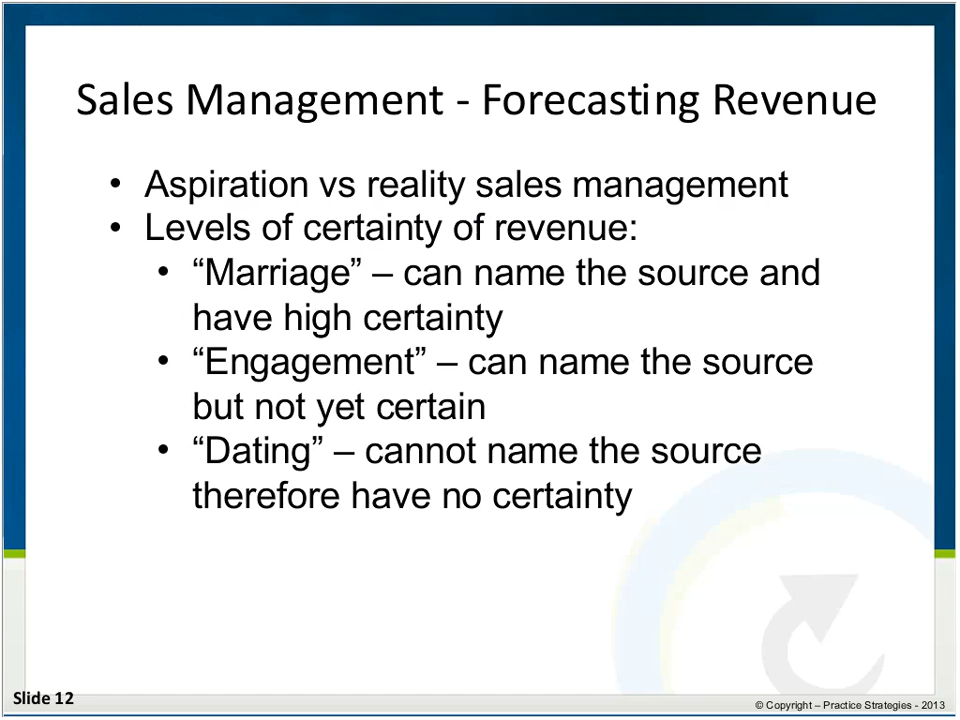 Sales Management - Forecasting Revenue
• Aspiration vs reality sales management
• Levels of certainty of revenue:
• “Marriage” – can name the source and
have high certainty
• “Engagement” – can name the source
but not yet certain
• “Dating” – cannot name the source
therefore have no certainty
Slide 12
© Copyright – Practice Strategies - 2013